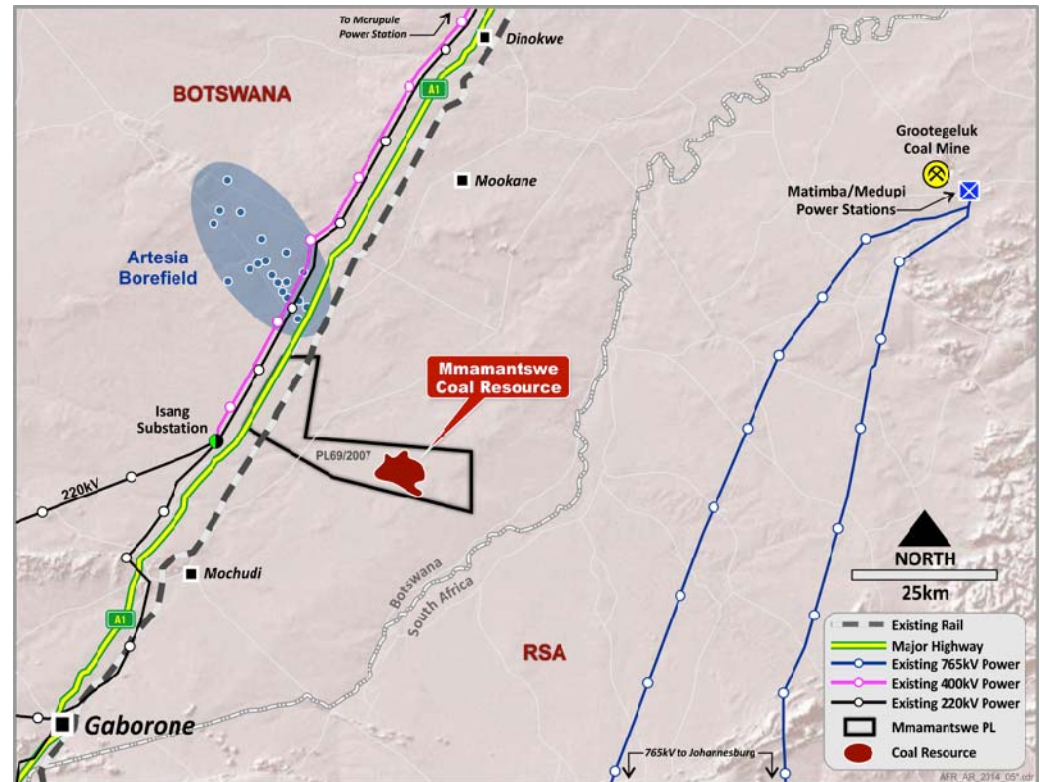 To Morupule
Power Station
Dinokwe
BOTSWANA
A1
Grootegeluk
Coal Mine
Mookane
Matimba/Medupi
Power Stations
Artesia
Borefield
Mmamantswe
Coal Resource
Isang
Substation
PL69/2007
220kV
NORTH
25km
Mochudi
Botswana
South Africa
A1
RSA
Gaborone
Existing Rail
Major Highway
Existing 765kV Power
Existing 400kV Power
Existing 220kV Power
Mmamantswe PL
Coal Resource
765kV to Johannesburg
AFR_AR_2014_05*.cdr